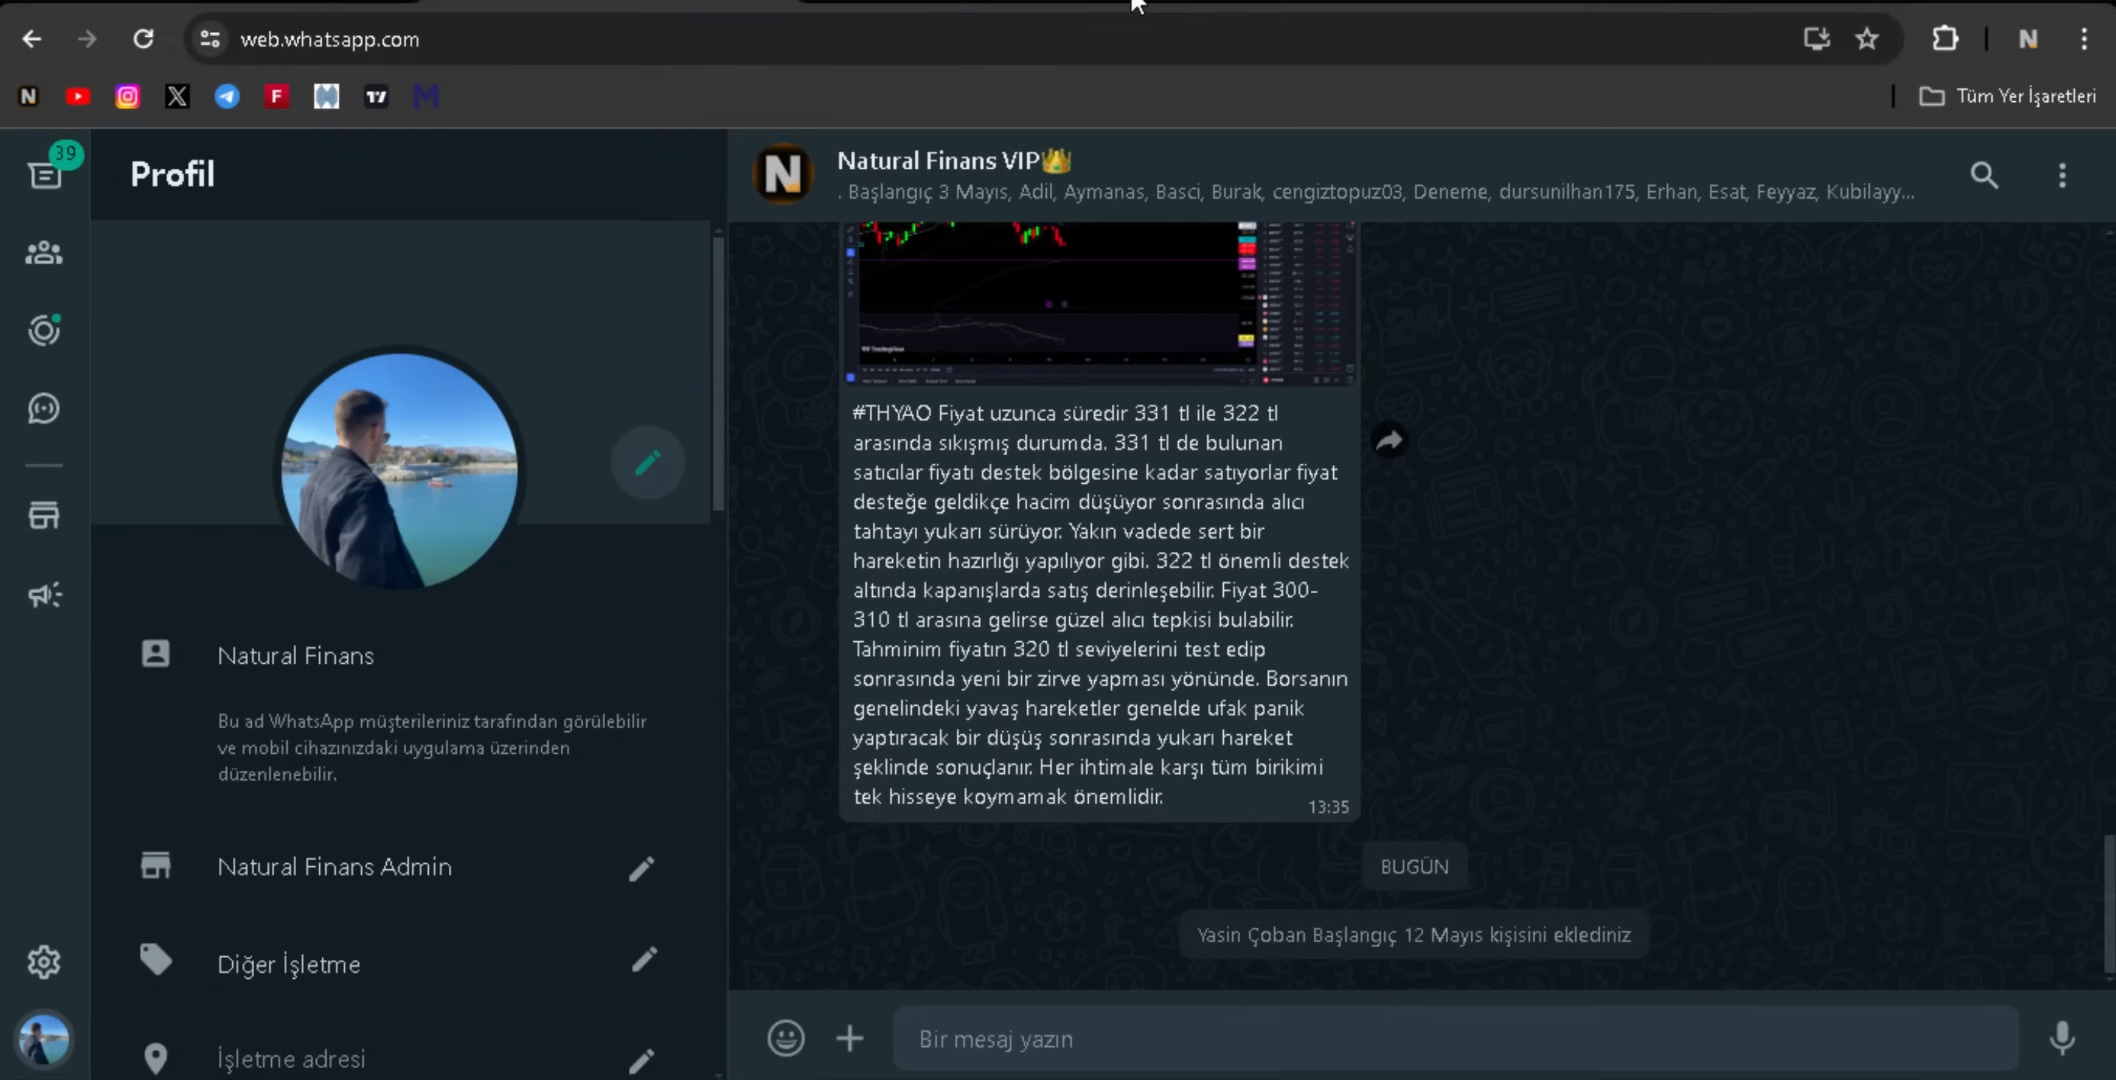 web.whatsapp.com
Tüm Yer İşaretleri
39
Profil
Natural Finans VIP
. Başlangıç 3 Mayıs, Adil, Aymanas, Basci, Burak, cengiztopuz03, Deneme, dursunilhan175, Erhan, Esat, Feyyaz, Kubilayy...
#THYAO Fiyat uzunca süredir 331 tl ile 322 tl
arasında sıkışmış durumda. 331 tl de bulunan
satıcılar fiyatı destek bölgesine kadar satıyorlar fiyat
desteğe geldikçe hacim düşüyor sonrasında alıcı
tahtayı yukarı sürüyor. Yakın vadede sert bir
hareketin hazırlığı yapılıyor gibi. 322 tl önemli destek
altında kapanışlarda satış derinleşebilir. Fiyat 300-
310 tl arasına gelirse güzel alıcı tepkisi bulabilir.
Tahminim fiyatın 320 tl seviyelerini test edip
sonrasında yeni bir zirve yapması yönünde. Borsanın
genelindeki yavaş hareketler genelde ufak panik
yaptıracak bir düşüş sonrasında yukarı hareket
şeklinde sonuçlanır. Her ihtimale karşı tüm birikimi
tek hisseye koymamak önemlidir.
13:35
BUGÜN
Yasin Çoban Başlangıç 12 Mayıs kişisini eklediniz
Bir mesaj yazın
Natural Finans
Bu ad WhatsApp müşterileriniz tarafından görülebilir
ve mobil cihazınızdaki uygulama üzerinden
düzenlenebilir.
Natural Finans Admin
Diğer İşletme
İşletme adresi